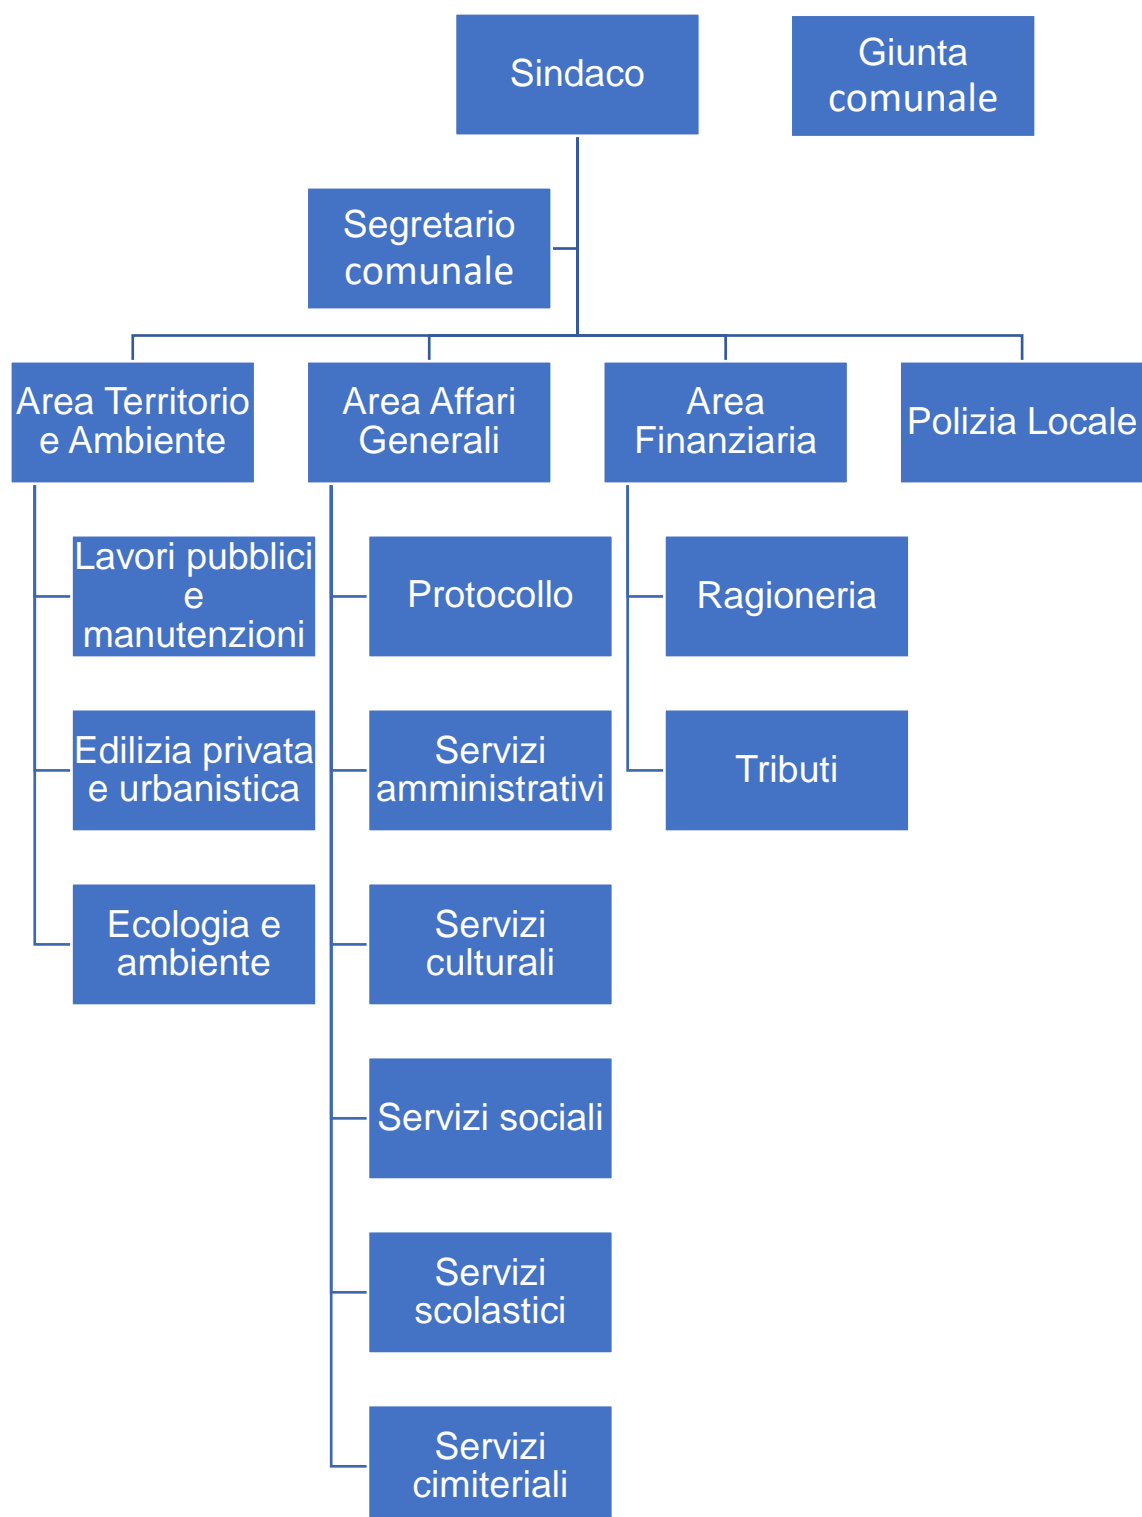 Sindaco
Giunta
comunale
Segretario
comunale
Area Territorio
e Ambiente
Area Affari
Generali
Area
Finanziaria
Polizia Locale
Lavori pubblici
e
manutenzioni
Protocollo
Ragioneria
Edilizia privata
e urbanistica
Servizi
amministrativi
Tributi
Ecologia e
ambiente
Servizi
culturali
Servizi sociali
Servizi
scolastici
Servizi
cimiteriali